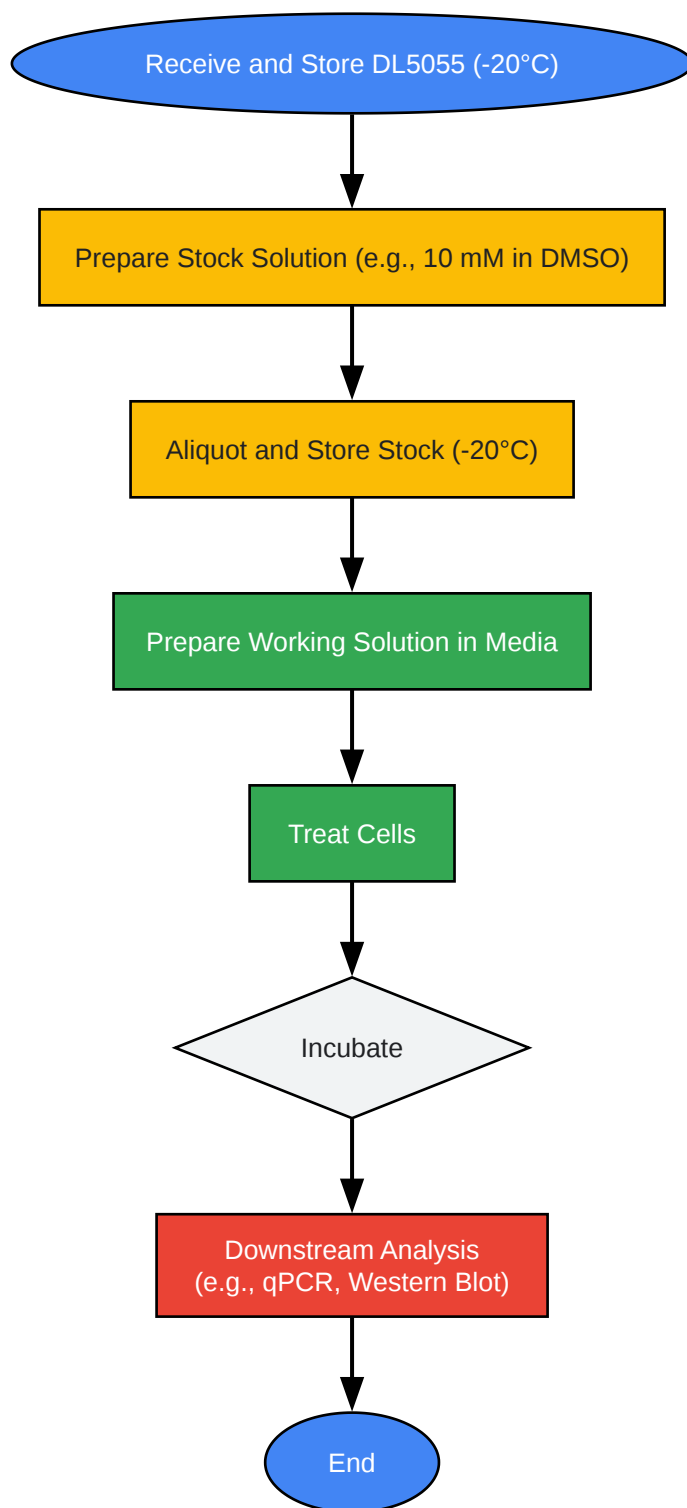 Receive and Store DL5055 (-20°C)
Prepare Stock Solution (e.g., 10 mM in DMSO)
Aliquot and Store Stock (-20°C)
Prepare Working Solution in Media
Treat Cells
Incubate
Downstream Analysis
(e.g., qPCR, Western Blot)
End